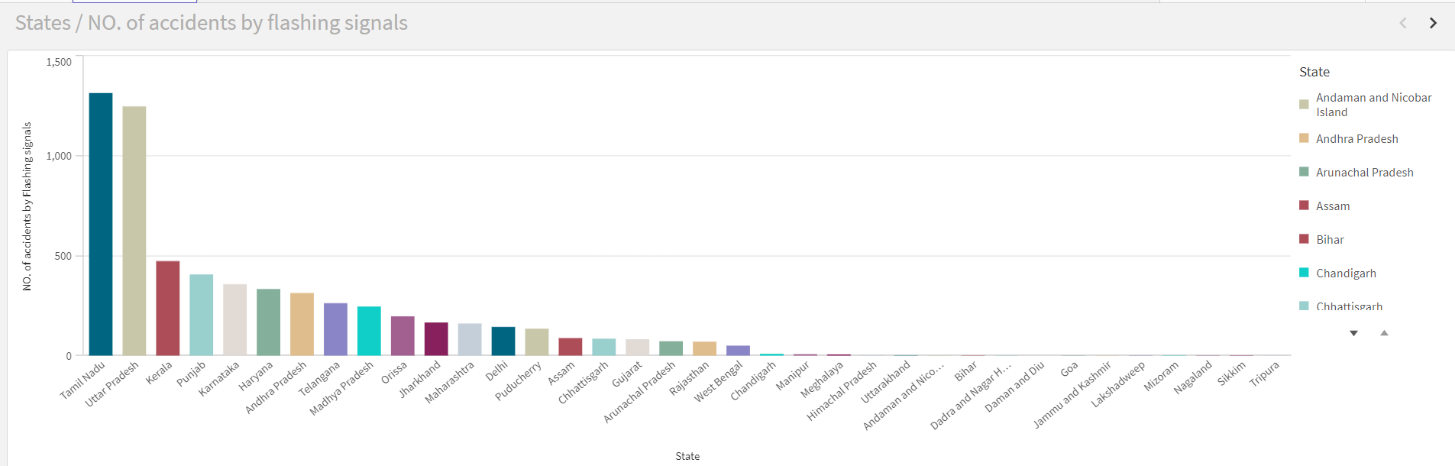 States / NO. of accidents by flashing signals
NO. of accidents by Flashing signals
1,500
1,000
500
0
Tamil Nadu
Uttar Pradesh
Kerala
Punjab
Karnataka
Haryana
Andhra Pradesh
Telangana
Madhya Pradesh
Orissa
Jharkhand
Maharashtra
Delhi
Puducherry
Assam
Chhattisgarh
Gujarat
Arunachal Pradesh
Rajasthan
West Bengal
Chandigarh
Manipur
Meghalaya
Himachal Pradesh
Uttarakhand
Andaman and Nico…
Bihar
Dadra and Nagar H…
Daman and Diu
Goa
Jammu and Kashmir
Lakshadweep
Mizoram
Nagaland
Sikkim
Tripura
State
State
Andaman and Nicobar
Island
Andhra Pradesh
Arunachal Pradesh
Assam
Bihar
Chandigarh
Chhattisgarh